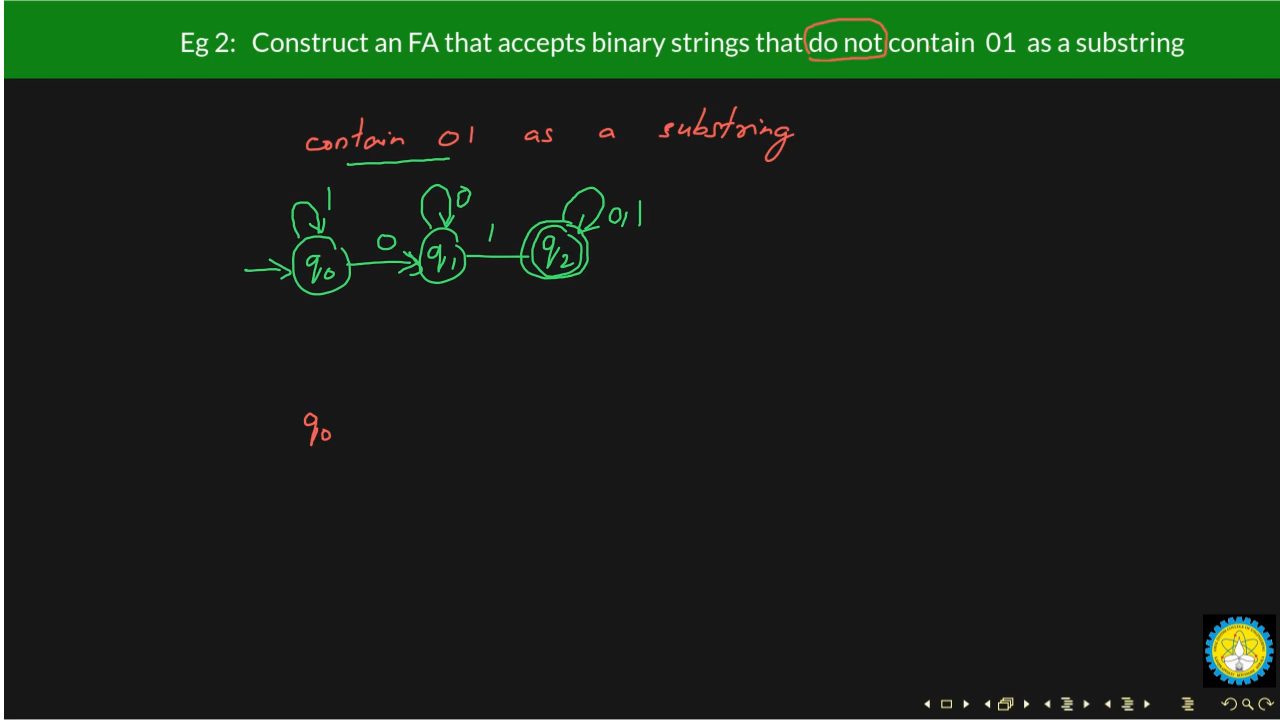 Eg 2: Construct an FA that accepts binary strings that do not contain 01 as a substring
contain 01 as a substring
1 0 0,1
0 1
q0 q1 q2
q0